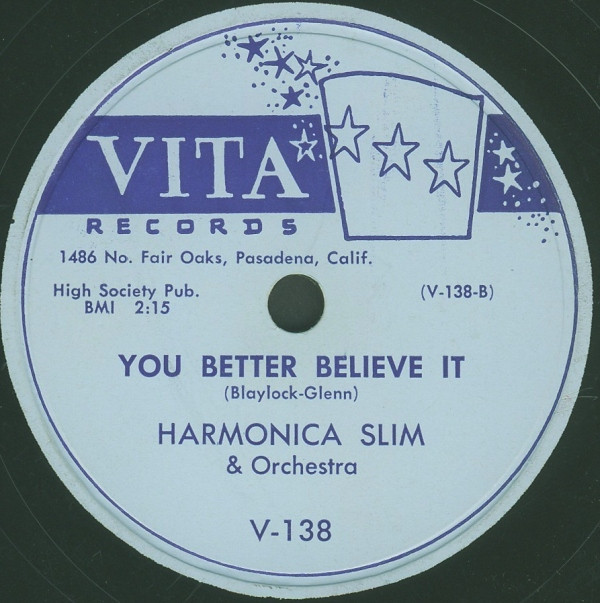 VITA
RECORDS
1486 No. Fair Oaks, Pasadena, Calif.
High Society Pub.
BMI 2:15
(V-138-B)
YOU BETTER BELIEVE IT
(Blaylock-Glenn)
HARMONICA SLIM
& Orchestra
V-138